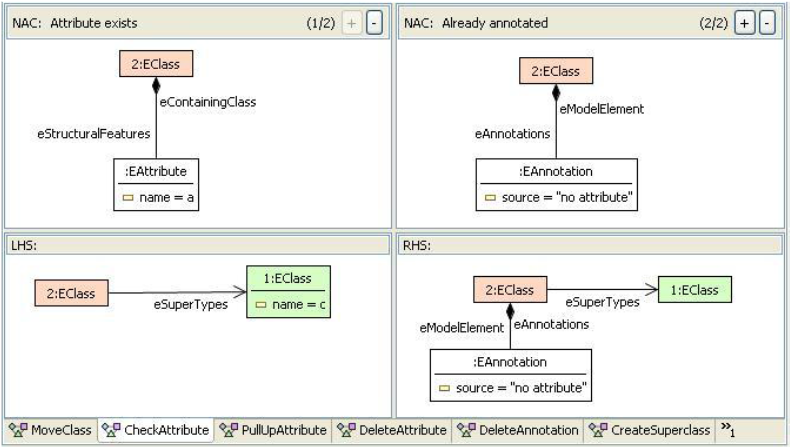 NAC: Attribute exists (1/2) + -
2:EClass
eContainingClass
eStructuralFeatures
:EAttribute
name = a
NAC: Already annotated (2/2) + -
2:EClass
eModelElement
eAnnotations
:EAnnotation
source = "no attribute"
LHS:
2:EClass
eSuperTypes
1:EClass
name = c
RHS:
2:EClass
eSuperTypes
1:EClass
eModelElement
eAnnotations
:EAnnotation
source = "no attribute"
MoveClass CheckAttribute PullUpAttribute DeleteAttribute DeleteAnnotation CreateSuperclass »1